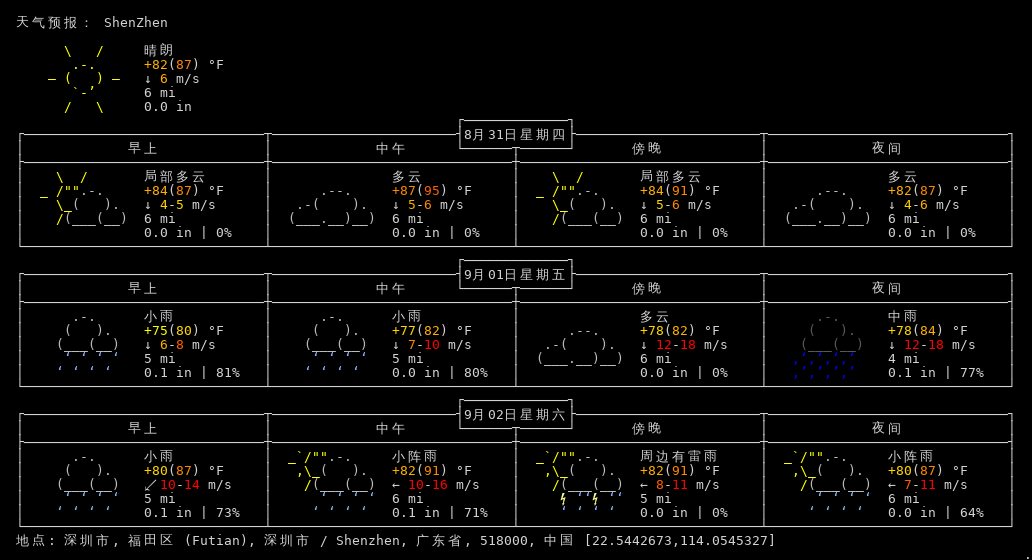 天气预报： ShenZhen
晴朗
+82(87) °F
↓ 6 m/s
6 mi
0.0 in
8月31日星期四
早上 中午 傍晚 夜间
局部多云 多云 局部多云 多云
+84(87) °F +87(95) °F +84(91) °F +82(87) °F
↓ 4-5 m/s ↓ 5-6 m/s ↓ 5-6 m/s ↓ 4-6 m/s
6 mi 6 mi 6 mi 6 mi
0.0 in | 0% 0.0 in | 0% 0.0 in | 0% 0.0 in | 0%
9月01日星期五
早上 中午 傍晚 夜间
小雨 小雨 多云 中雨
+75(80) °F +77(82) °F +78(82) °F +78(84) °F
↓ 6-8 m/s ↓ 7-10 m/s ↓ 12-18 m/s ↓ 12-18 m/s
5 mi 5 mi 6 mi 4 mi
0.1 in | 81% 0.0 in | 80% 0.0 in | 0% 0.1 in | 77%
9月02日星期六
早上 中午 傍晚 夜间
小雨 小阵雨 周边有雷雨 小阵雨
+80(87) °F +82(91) °F +82(91) °F +80(87) °F
↙ 10-14 m/s ← 10-16 m/s ← 8-11 m/s ← 7-11 m/s
5 mi 6 mi 5 mi 6 mi
0.1 in | 73% 0.1 in | 71% 0.0 in | 0% 0.0 in | 64%
地点: 深圳市, 福田区 (Futian), 深圳市 / Shenzhen, 广东省, 518000, 中国 [22.5442673,114.0545327]